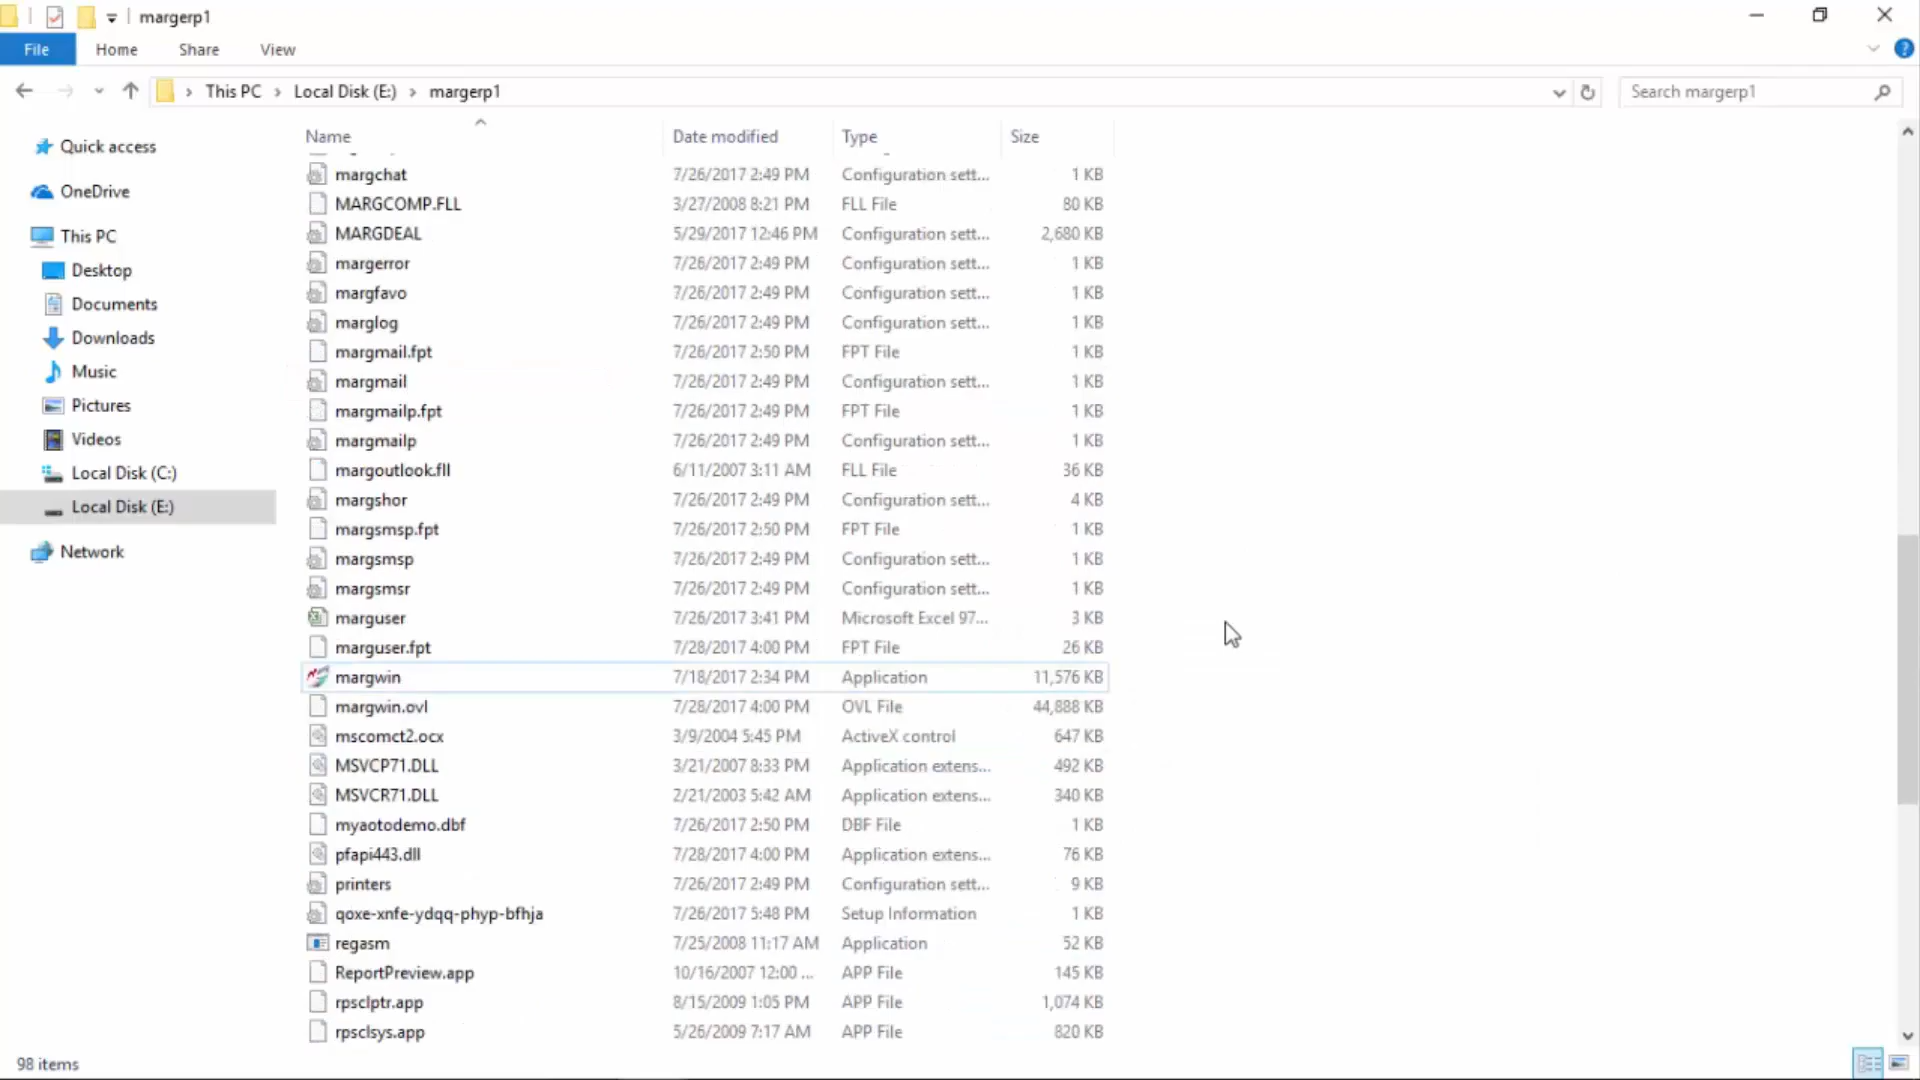 margerp1
File Home Share View
This PC Local Disk (E:) margerp1 Search margerp1
Quick access
OneDrive
This PC
Desktop
Documents
Downloads
Music
Pictures
Videos
Local Disk (C:)
Local Disk (E:)
Network
Name Date modified Type Size
margchat 7/26/2017 2:49 PM Configuration sett... 1 KB
MARGCOMP.FLL 3/27/2008 8:21 PM FLL File 80 KB
MARGDEAL 5/29/2017 12:46 PM Configuration sett... 2,680 KB
margerror 7/26/2017 2:49 PM Configuration sett... 1 KB
margfavo 7/26/2017 2:49 PM Configuration sett... 1 KB
marglog 7/26/2017 2:49 PM Configuration sett... 1 KB
margmail.fpt 7/26/2017 2:50 PM FPT File 1 KB
margmail 7/26/2017 2:49 PM Configuration sett... 1 KB
margmailp.fpt 7/26/2017 2:49 PM FPT File 1 KB
margmailp 7/26/2017 2:49 PM Configuration sett... 1 KB
margoutlook.fll 6/11/2007 3:11 AM FLL File 36 KB
margshor 7/26/2017 2:49 PM Configuration sett... 4 KB
margsmsp.fpt 7/26/2017 2:50 PM FPT File 1 KB
margsmsp 7/26/2017 2:49 PM Configuration sett... 1 KB
margsmsr 7/26/2017 2:49 PM Configuration sett... 1 KB
marguser 7/26/2017 3:41 PM Microsoft Excel 97... 3 KB
marguser.fpt 7/28/2017 4:00 PM FPT File 26 KB
margwin 7/18/2017 2:34 PM Application 11,576 KB
margwin.ovl 7/28/2017 4:00 PM OVL File 44,888 KB
mscomct2.ocx 3/9/2004 5:45 PM ActiveX control 647 KB
MSVCP71.DLL 3/21/2007 8:33 PM Application extens... 492 KB
MSVCR71.DLL 2/21/2003 5:42 AM Application extens... 340 KB
myaotodemo.dbf 7/26/2017 2:50 PM DBF File 1 KB
pfapi443.dll 7/28/2017 4:00 PM Application extens... 76 KB
printers 7/26/2017 2:49 PM Configuration sett... 9 KB
qoxe-xnfe-ydqq-phyp-bfhja 7/26/2017 5:48 PM Setup Information 1 KB
regasm 7/25/2008 11:17 AM Application 52 KB
ReportPreview.app 10/16/2007 12:00 ... APP File 145 KB
rpsclptr.app 8/15/2009 1:05 PM APP File 1,074 KB
rpsclsys.app 5/26/2009 7:17 AM APP File 820 KB
98 items